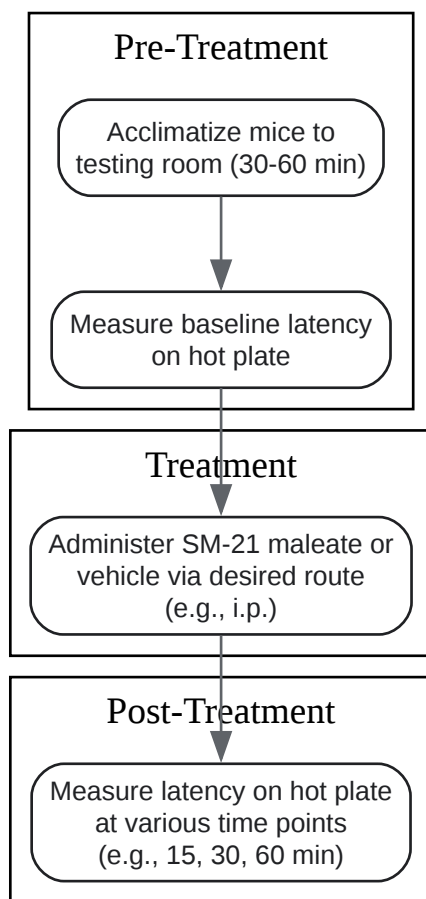 Pre-Treatment
Acclimatize mice to
testing room (30-60 min)
Measure baseline latency
on hot plate
Treatment
Administer SM-21 maleate or
vehicle via desired route
(e.g., i.p.)
Post-Treatment
Measure latency on hot plate
at various time points
(e.g., 15, 30, 60 min)